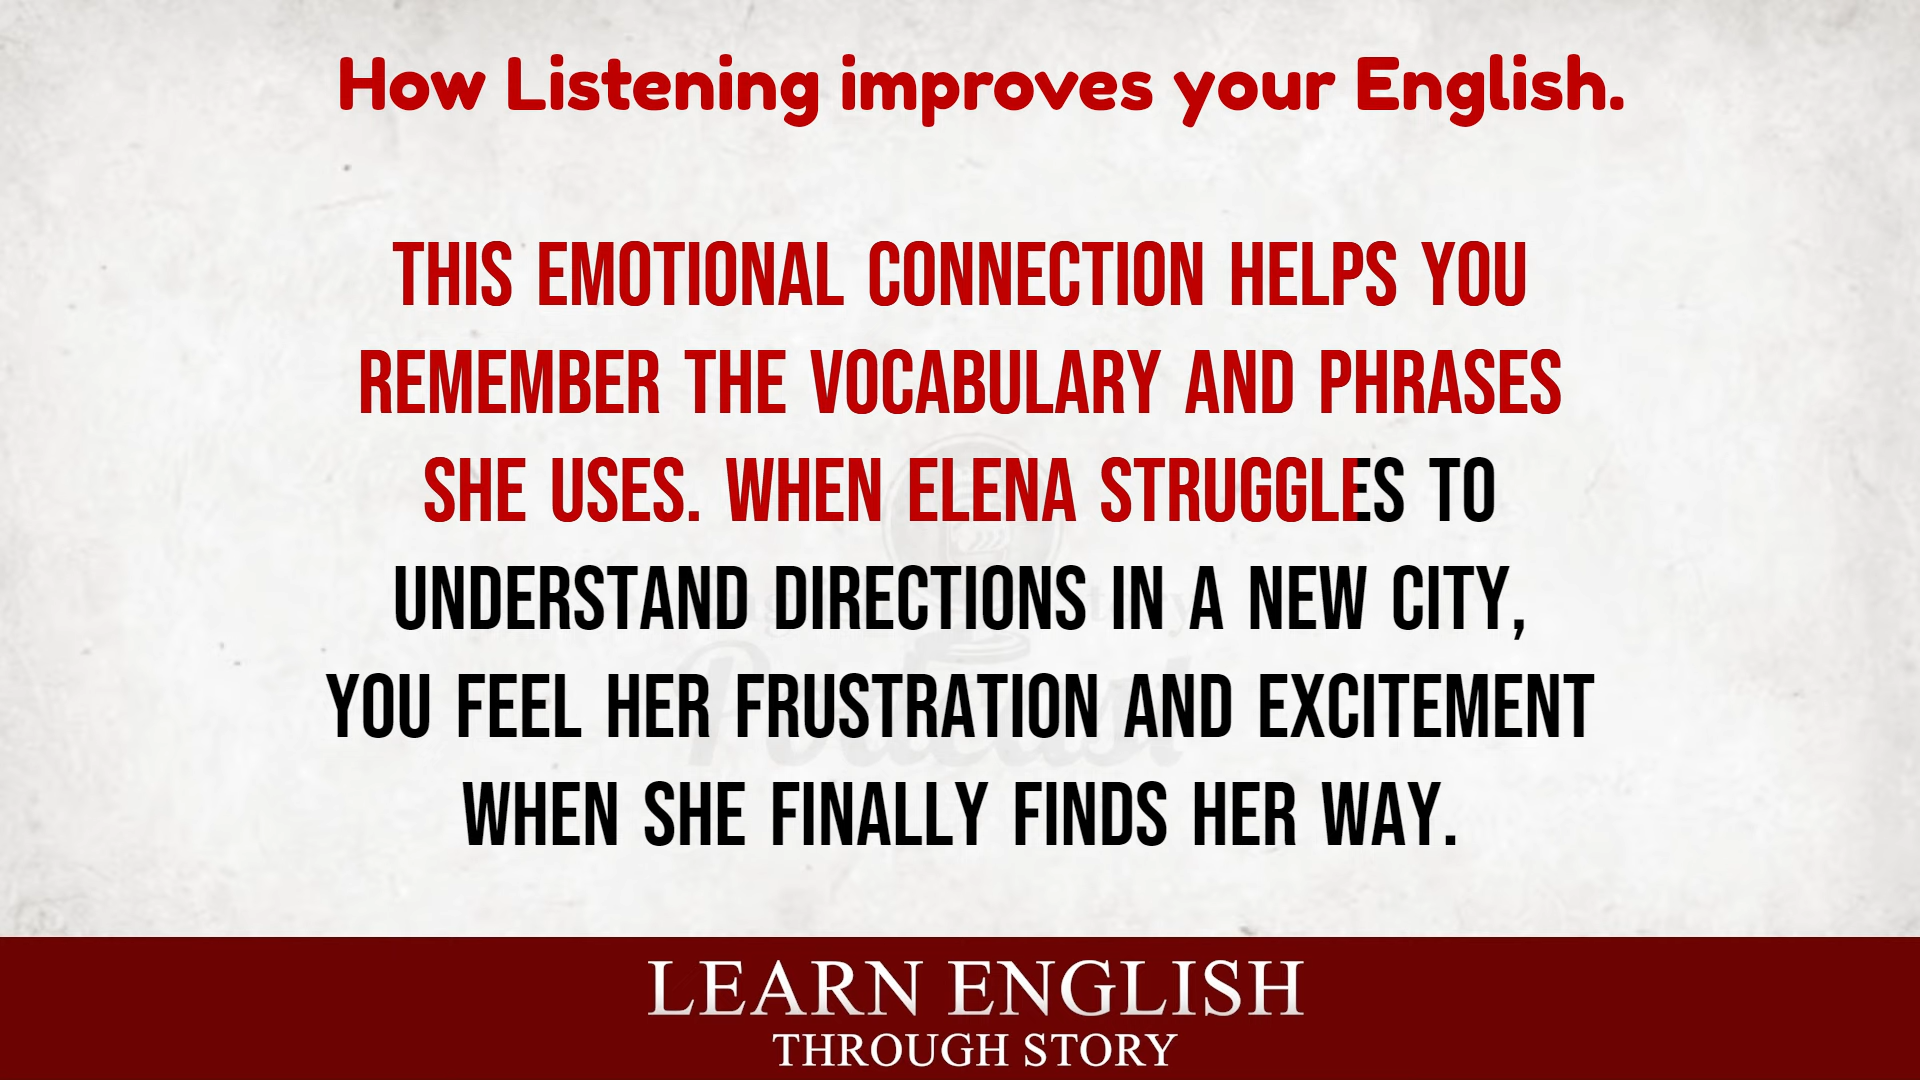 How Listening improves your English.
THIS EMOTIONAL CONNECTION HELPS YOU
REMEMBER THE VOCABULARY AND PHRASES
SHE USES. WHEN ELENA STRUGGLES TO
UNDERSTAND DIRECTIONS IN A NEW CITY,
YOU FEEL HER FRUSTRATION AND EXCITEMENT
WHEN SHE FINALLY FINDS HER WAY.
Podcast
LEARN ENGLISH
THROUGH STORY